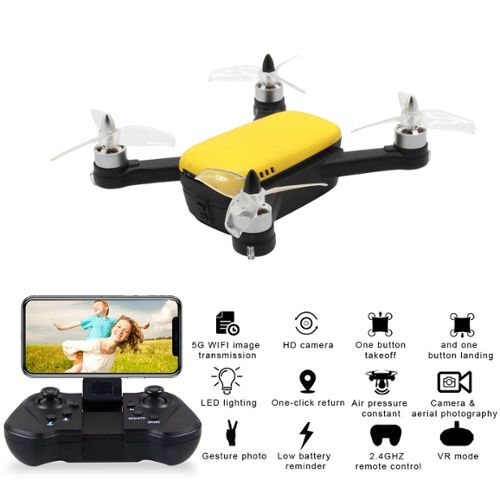 5G WIFI image
transmission
HD camera
One button
takeoff
and one
button landing
LED lighting
One-click return
Air pressure
constant
Camera &
aerial photography
Gesture photo
Low battery
reminder
2.4GHZ
remote control
VR mode